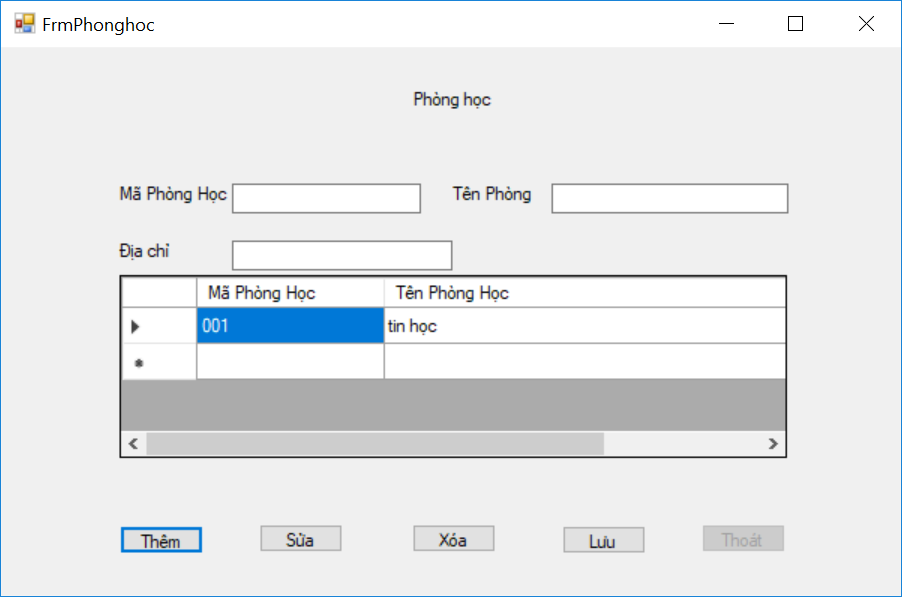 FrmPhonghoc
Phòng học
Mã Phòng Học Tên Phòng
Địa chỉ
Mã Phòng Học Tên Phòng Học
001 tin học
Thêm Sửa Xóa Lưu Thoát